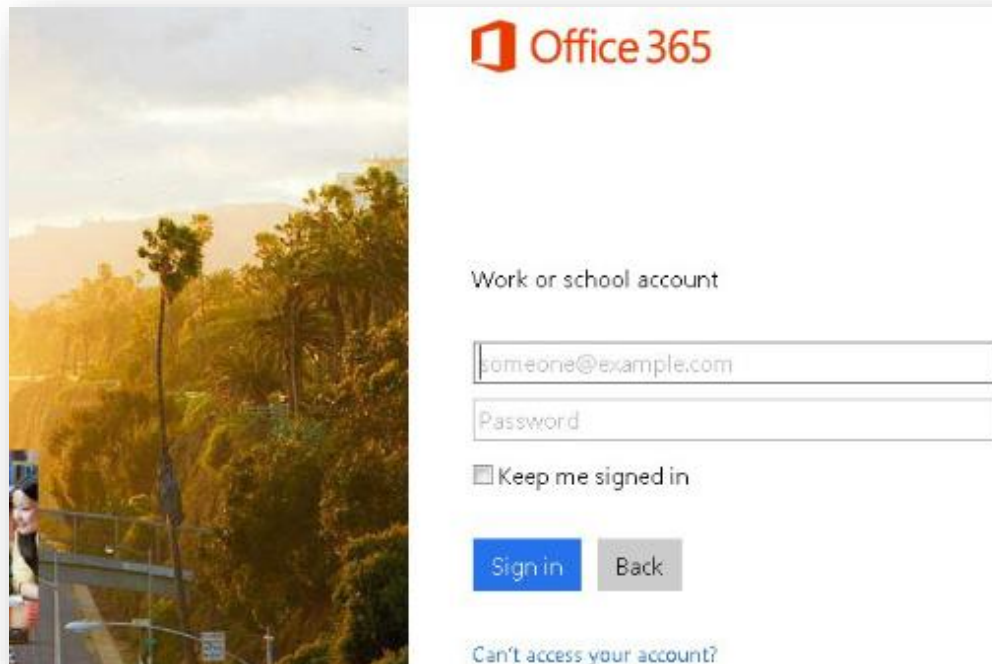 Office 365
Work or school account
someone@example.com
Password
Keep me signed in
Sign in
Back
Can't access your account?